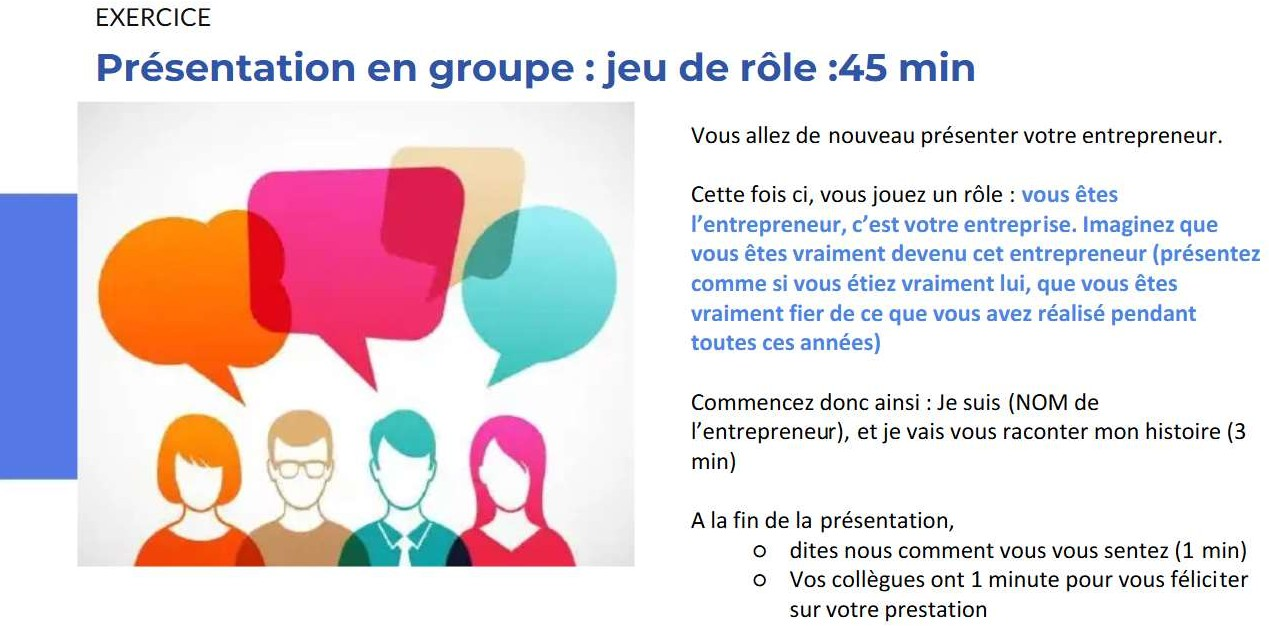 EXERCICE
Présentation en groupe : jeu de rôle :45 min
Vous allez de nouveau présenter votre entrepreneur.
Cette fois ci, vous jouez un rôle : vous êtes
l’entrepreneur, c’est votre entreprise. Imaginez que
vous êtes vraiment devenu cet entrepreneur (présentez
comme si vous étiez vraiment lui, que vous êtes
vraiment fier de ce que vous avez réalisé pendant
toutes ces années)
Commencez donc ainsi : Je suis (NOM de
l’entrepreneur), et je vais vous raconter mon histoire (3
min)
A la fin de la présentation,
o dites nous comment vous vous sentez (1 min)
o Vos collègues ont 1 minute pour vous féliciter
sur votre prestation